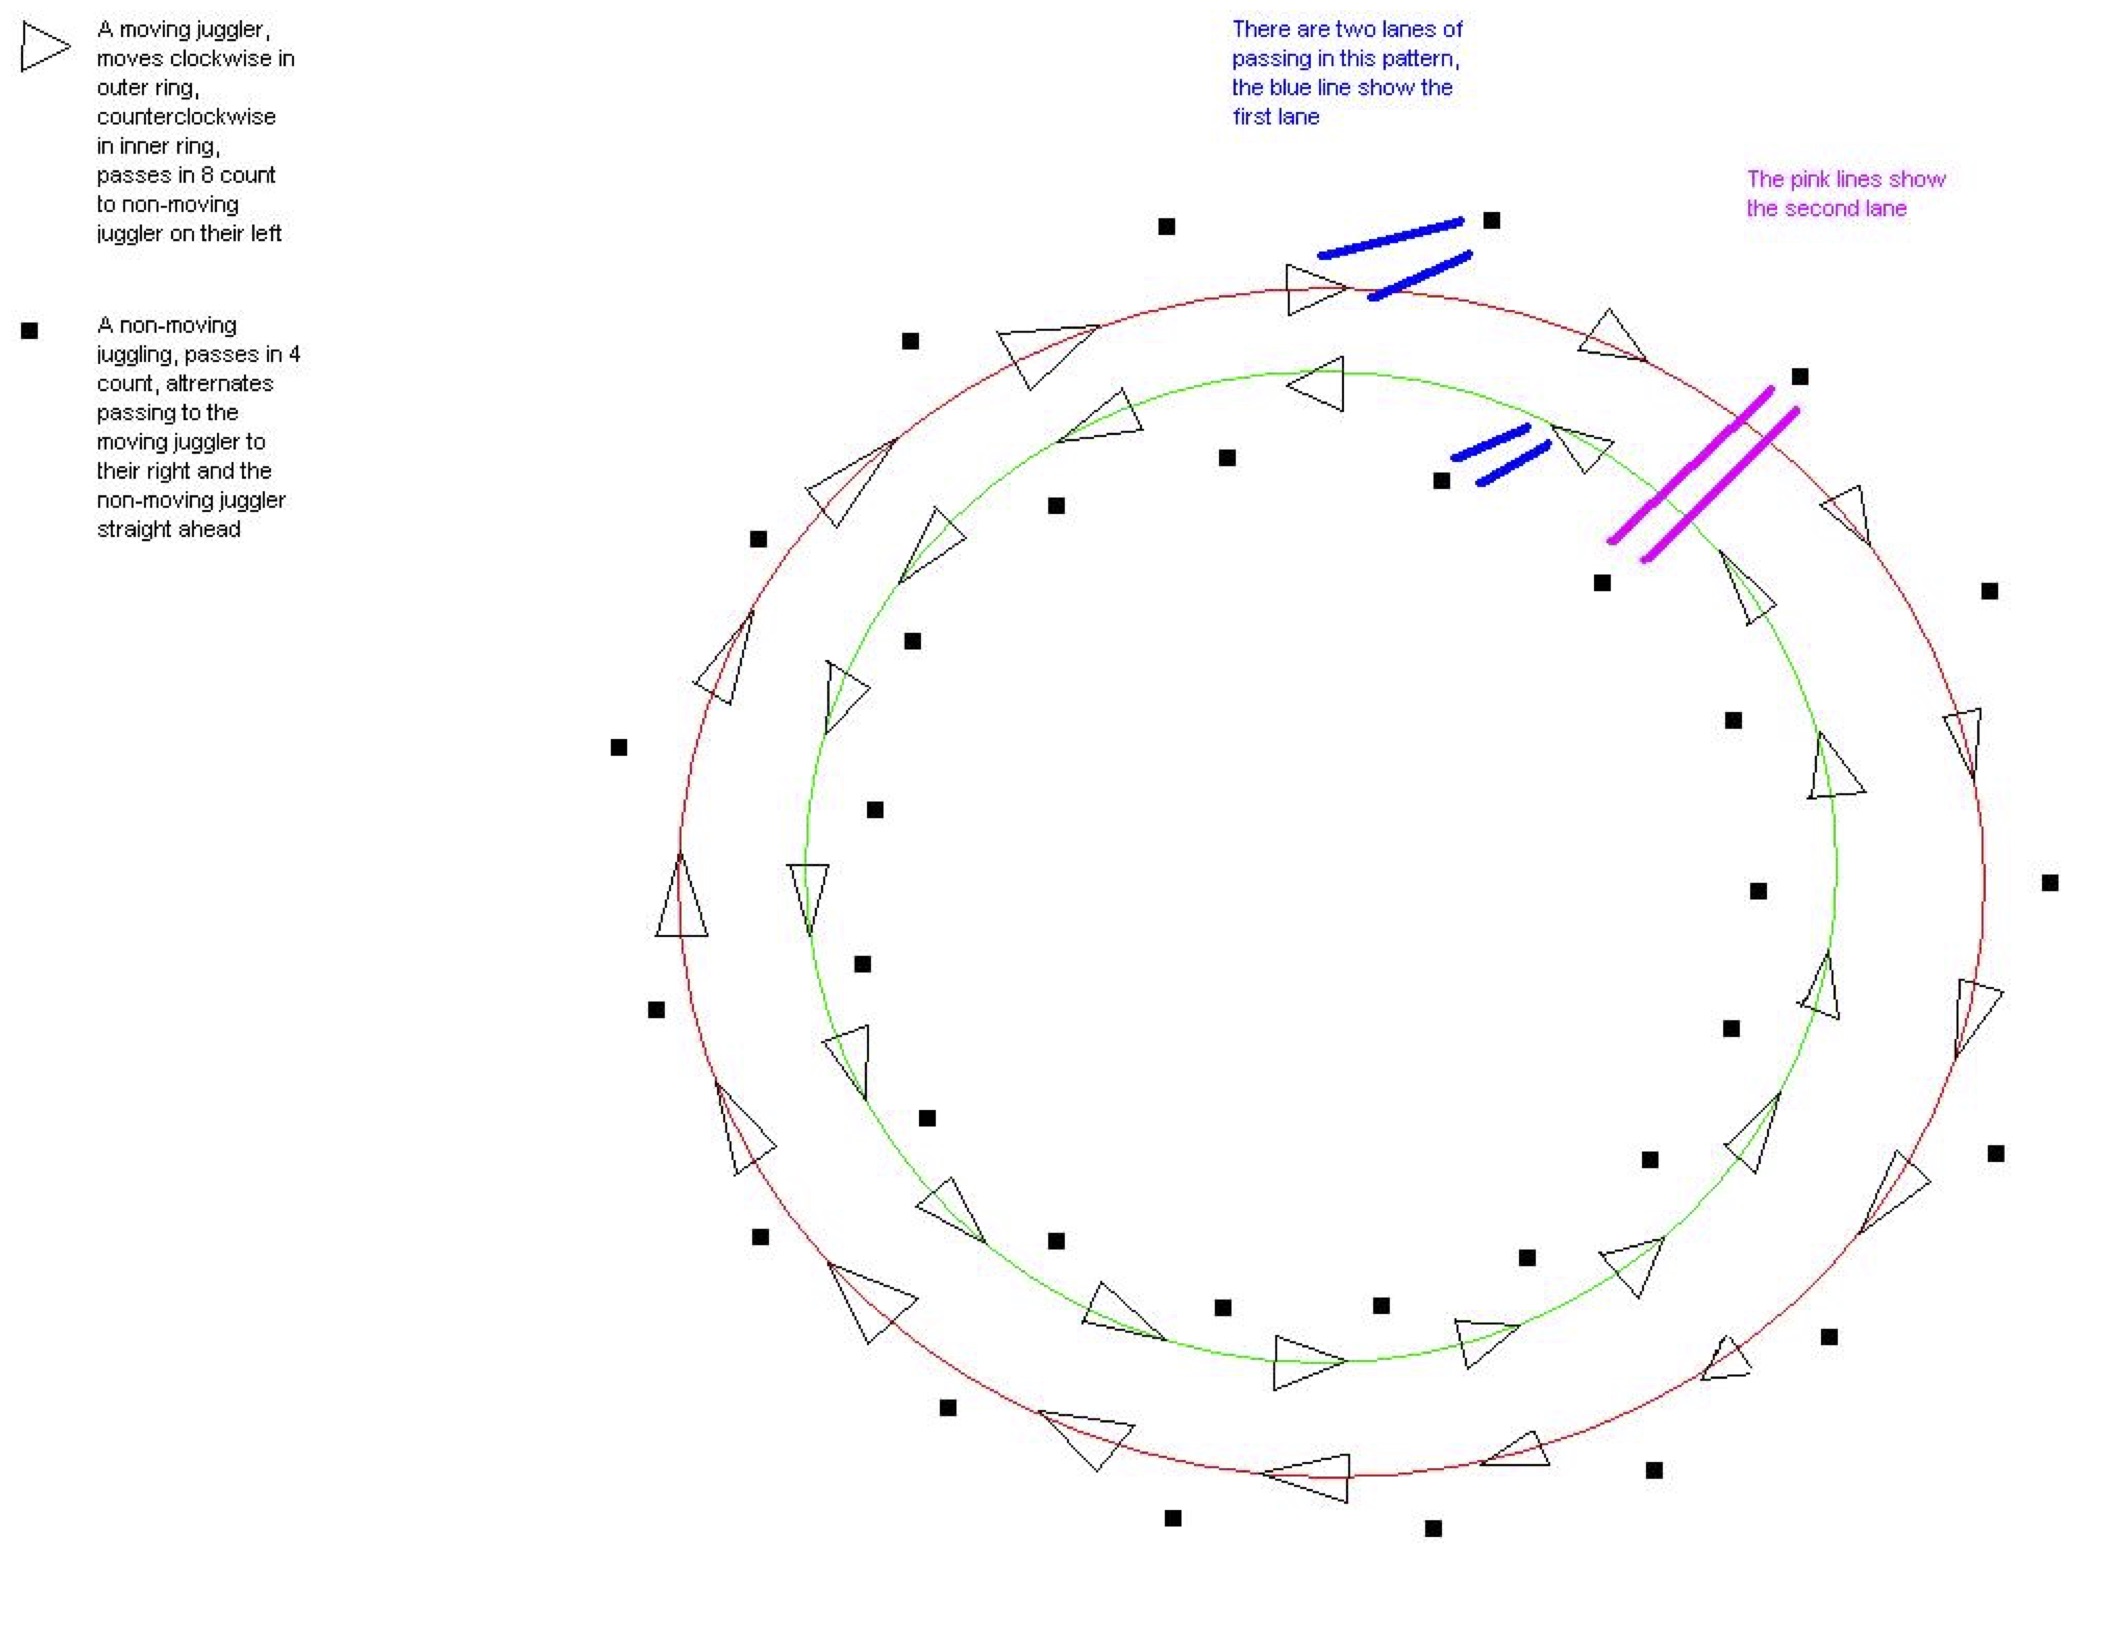 A moving juggler,
moves clockwise in
outer ring,
counterclockwise
in inner ring,
passes in 8 count
to non-moving
juggler on their left
A non-moving
juggling, passes in 4
count, altrernates
passing to the
moving juggler to
their right and the
non-moving juggler
straight ahead
There are two lanes of
passing in this pattern,
the blue line show the
first lane
The pink lines show
the second lane